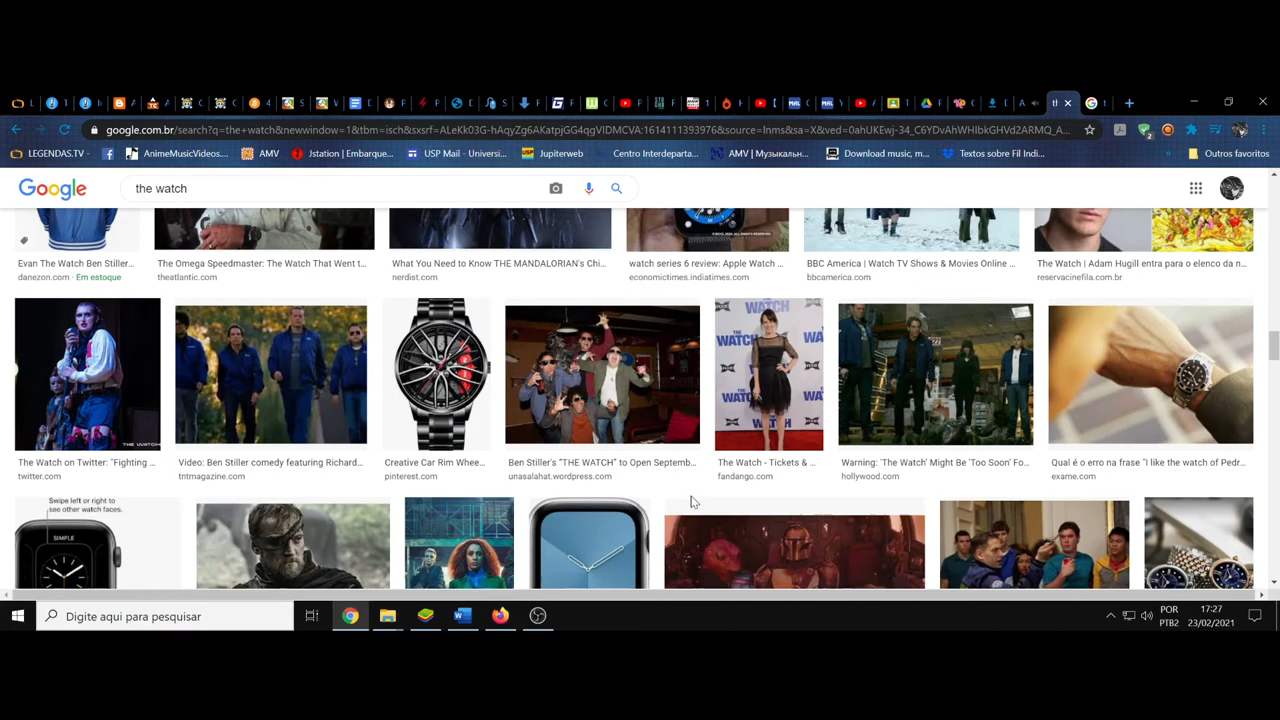 google.com.br/search?q=the+watch&newwindow=1&tbm=isch&sxsrf=ALeKk03G-hAqyZg6AKatpjGG4qgVIDMCVA:1614111393976&source=lnms&sa=X&ved=0ahUKEwj-34_C6YDvAhWHIbkGHVd2ARMQ_A...
LEGENDAS.TV - AnimeMusicVideos.... AMV Jstation | Embarque... USP Mail - Universi... Jupiterweb Centro Interdeparta... AMV | Музыкальн... Download music, m... Textos sobre Fil Indi... » Outros favoritos
Google the watch
Evan The Watch Ben Stiller... The Omega Speedmaster: The Watch That Went t... What You Need to Know THE MANDALORIAN's Chi... watch series 6 review: Apple Watch ... BBC America | Watch TV Shows & Movies Online ... The Watch | Adam Hugill entra para o elenco da n...
danezon.com · Em estoque theatlantic.com nerdist.com economictimes.indiatimes.com bbcamerica.com reservacinefila.com.br
THE WATCH
THE WATCH
The Watch on Twitter: "Fighting ... Video: Ben Stiller comedy featuring Richard... Creative Car Rim Whee... Ben Stiller's "THE WATCH" to Open Septemb... The Watch - Tickets & ... Warning: 'The Watch' Might Be 'Too Soon' Fo... Qual é o erro na frase "I like the watch of Pedr...
twitter.com tntmagazine.com pinterest.com unasalahat.wordpress.com fandango.com hollywood.com exame.com
Swipe left or right to
see other watch faces.
SIMPLE
Digite aqui para pesquisar
POR 17:27
PTB2 23/02/2021